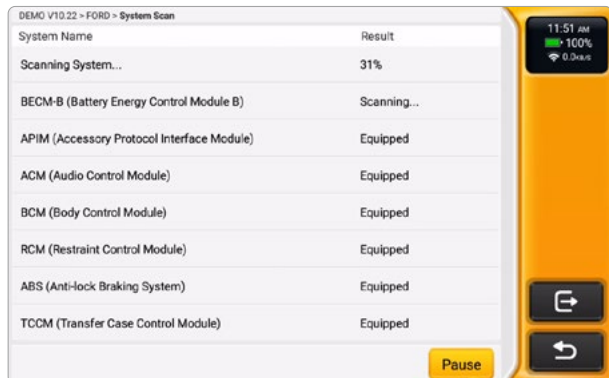 DEMO V10.22 > FORD > System Scan
System Name Result
Scanning System... 31%
BECM-B (Battery Energy Control Module B) Scanning...
APIM (Accessory Protocol Interface Module) Equipped
ACM (Audio Control Module) Equipped
BCM (Body Control Module) Equipped
RCM (Restraint Control Module) Equipped
ABS (Anti-lock Braking System) Equipped
TCCM (Transfer Case Control Module) Equipped
Pause
11:51 AM
100%
0.0KB/S